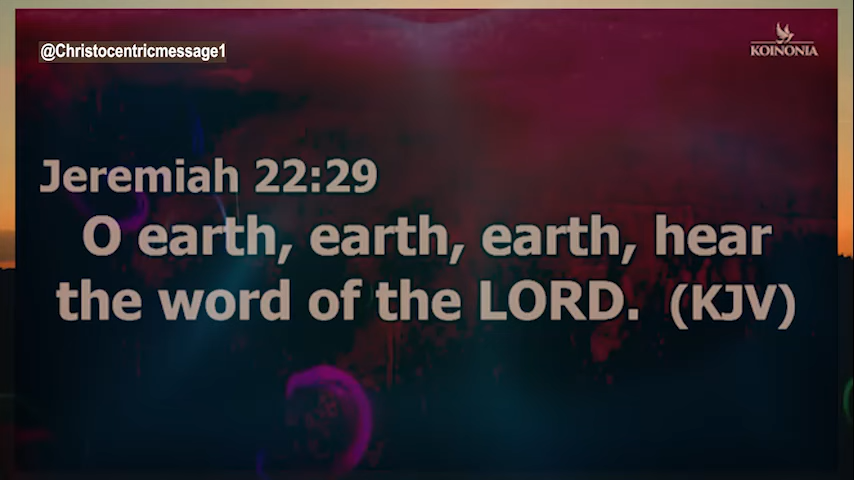 @Christocentricmessage1
KOINONIA
Jeremiah 22:29
O earth, earth, earth, hear
the word of the LORD. (KJV)